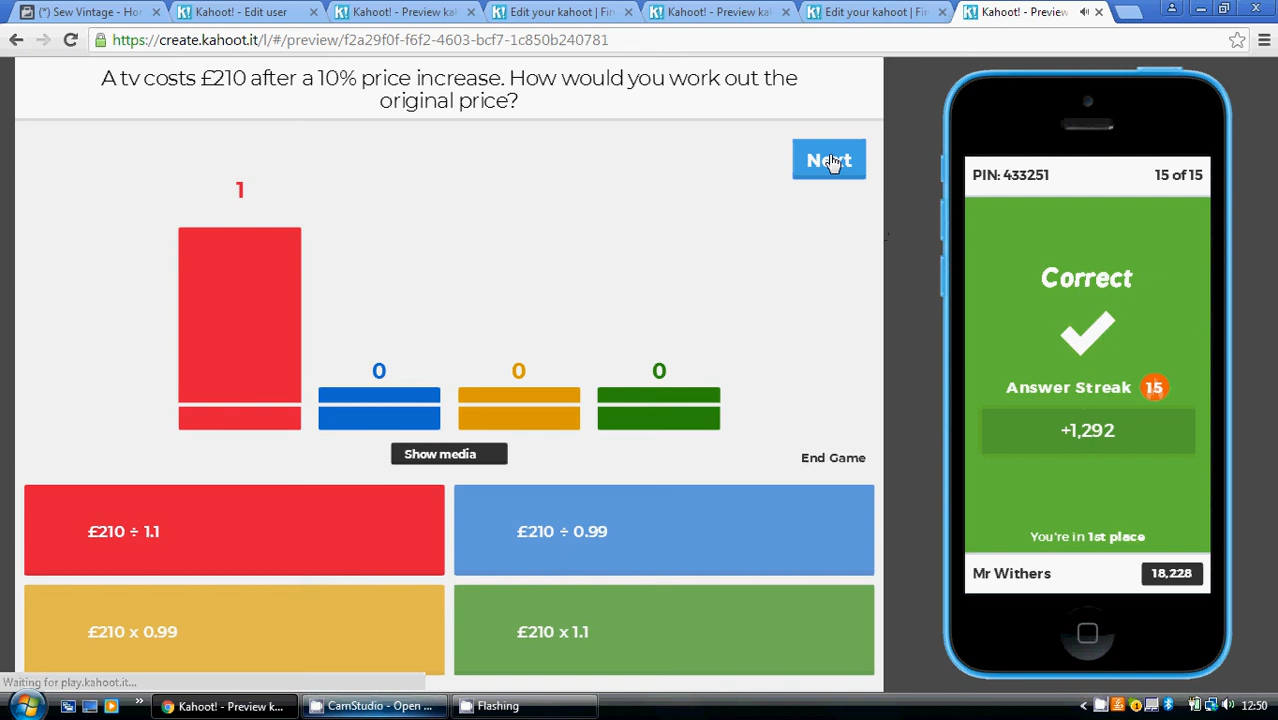 (*) Sew Vintage - Ho
Kahoot! - Edit user
Kahoot! - Preview ka
Edit your kahoot | Fin
Kahoot! - Preview ka
Edit your kahoot | Fin
Kahoot! - Preview
https://create.kahoot.it/l/#/preview/f2a29f0f-f6f2-4603-bcf7-1c850b240781
A tv costs £210 after a 10% price increase. How would you work out the
original price?
Next
1
0
0
0
Show media
End Game
£210 ÷ 1.1
£210 ÷ 0.99
£210 x 0.99
£210 x 1.1
PIN: 433251
15 of 15
Correct
Answer Streak 15
+1,292
You're in 1st place
Mr Withers
18,228
Waiting for play.kahoot.it...
Kahoot! - Preview k...
CamStudio - Open ...
Flashing
12:50